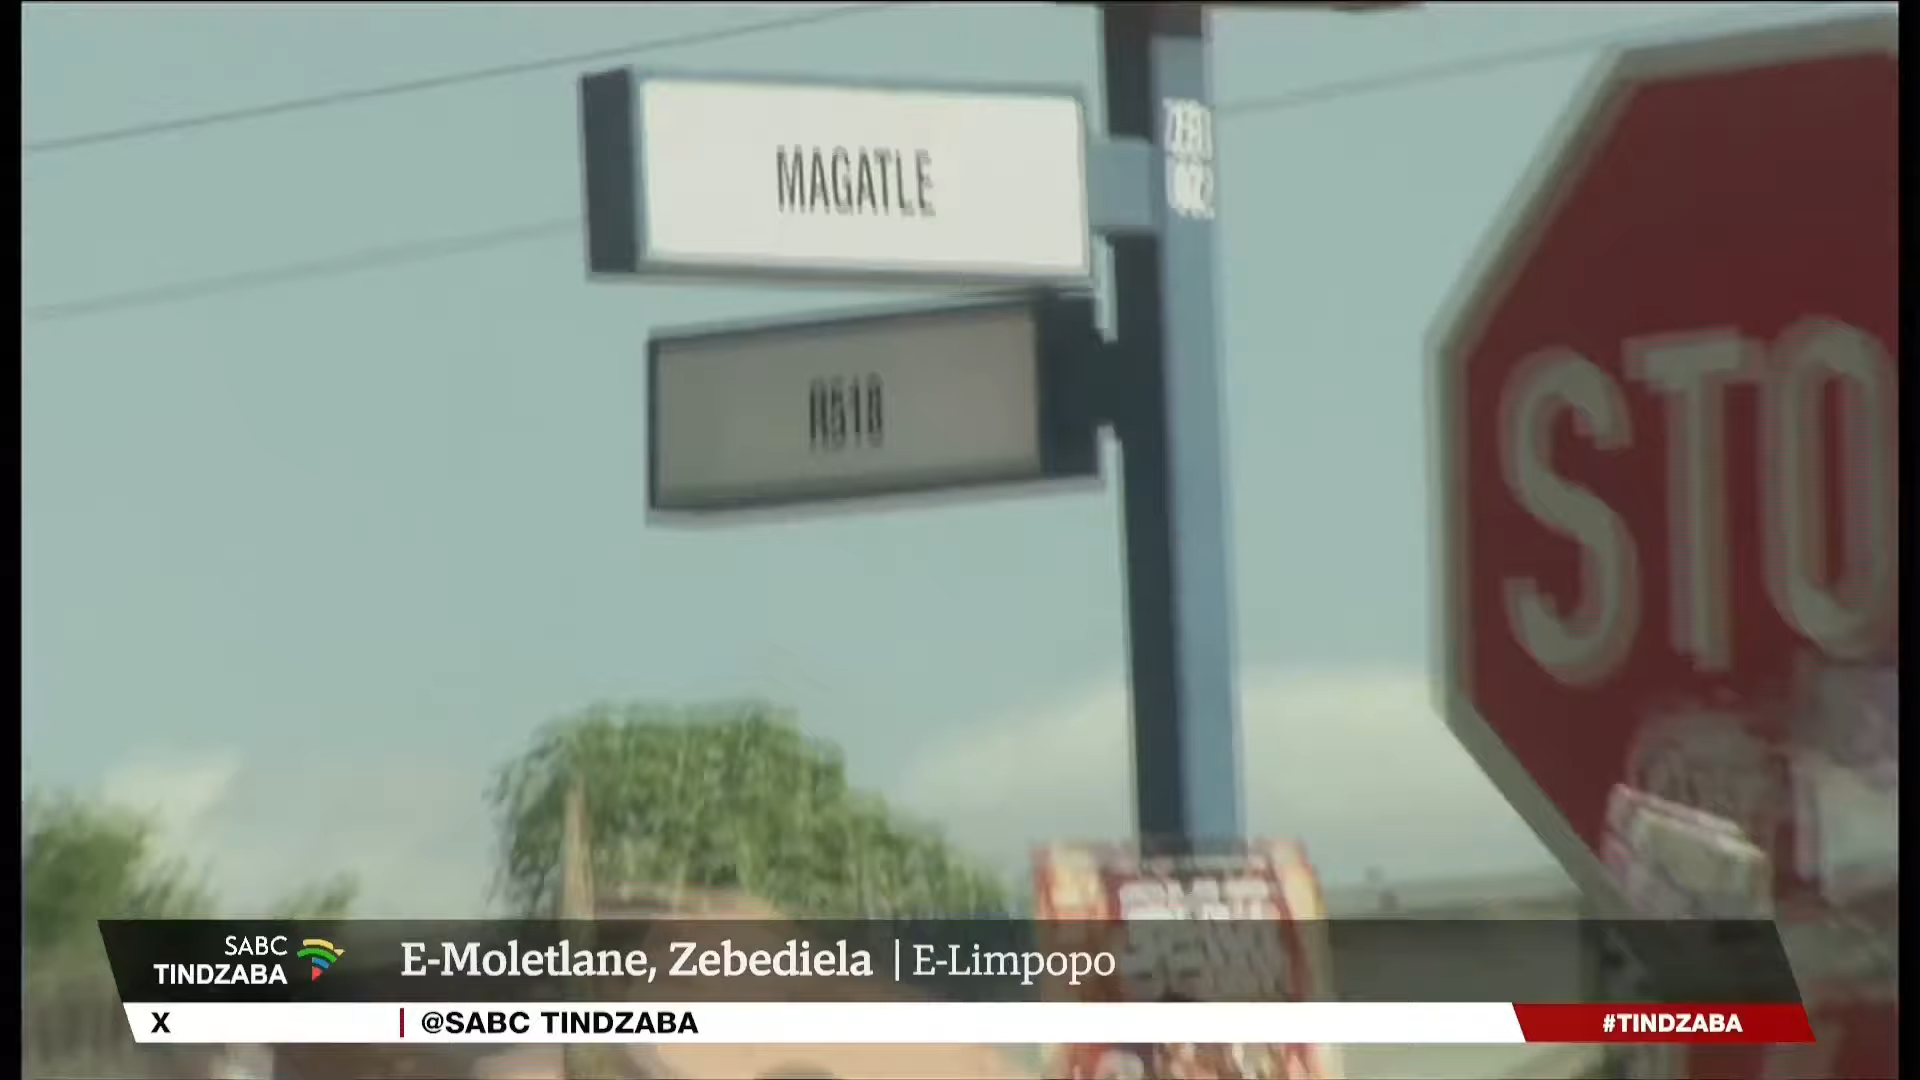 MAGATLE
R518
STO
SABC
TINDZABA
E-Moletlane, Zebediela | E-Limpopo
X | @SABC TINDZABA
#TINDZABA